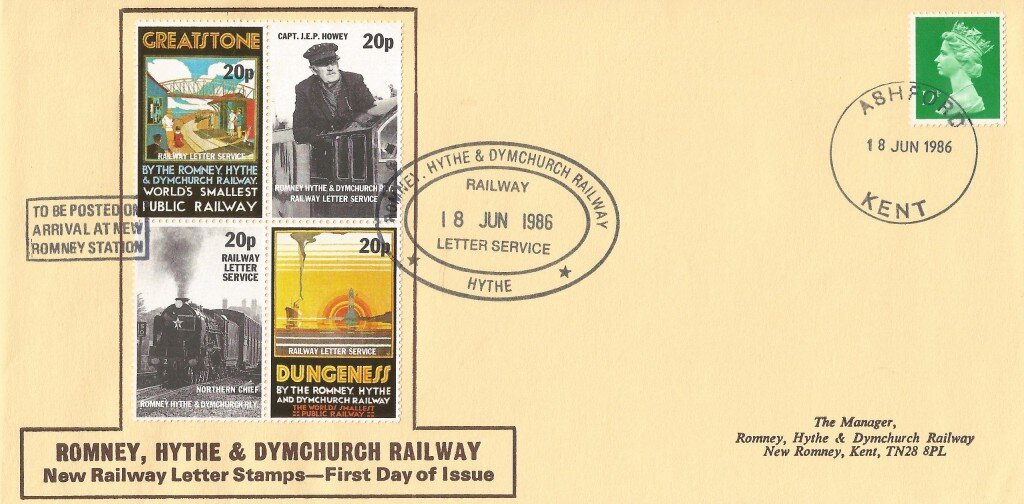 GREATSTONE
20p
RAILWAY LETTER SERVICE
BY THE ROMNEY, HYTHE
& DYMCHURCH RAILWAY.
WORLD'S SMALLEST
PUBLIC RAILWAY
CAPT. J.E.P. HOWEY
20p
ROMNEY HYTHE & DYMCHURCH RLY.
RAILWAY LETTER SERVICE
20p
RAILWAY
LETTER
SERVICE
NORTHERN CHIEF
ROMNEY HYTHE & DYMCHURCH RLY.
20p
RAILWAY LETTER SERVICE
DUNGENESS
BY THE ROMNEY, HYTHE
AND DYMCHURCH RAILWAY
THE WORLDS SMALLEST
PUBLIC RAILWAY
TO BE POSTED ON
ARRIVAL AT NEW
ROMNEY STATION
ROMNEY, HYTHE & DYMCHURCH RAILWAY
RAILWAY
18 JUN 1986
LETTER SERVICE
HYTHE
ASHFORD
18 JUN 1986
KENT
The Manager,
Romney, Hythe & Dymchurch Railway
New Romney, Kent, TN28 8PL
ROMNEY, HYTHE & DYMCHURCH RAILWAY
New Railway Letter Stamps—First Day of Issue